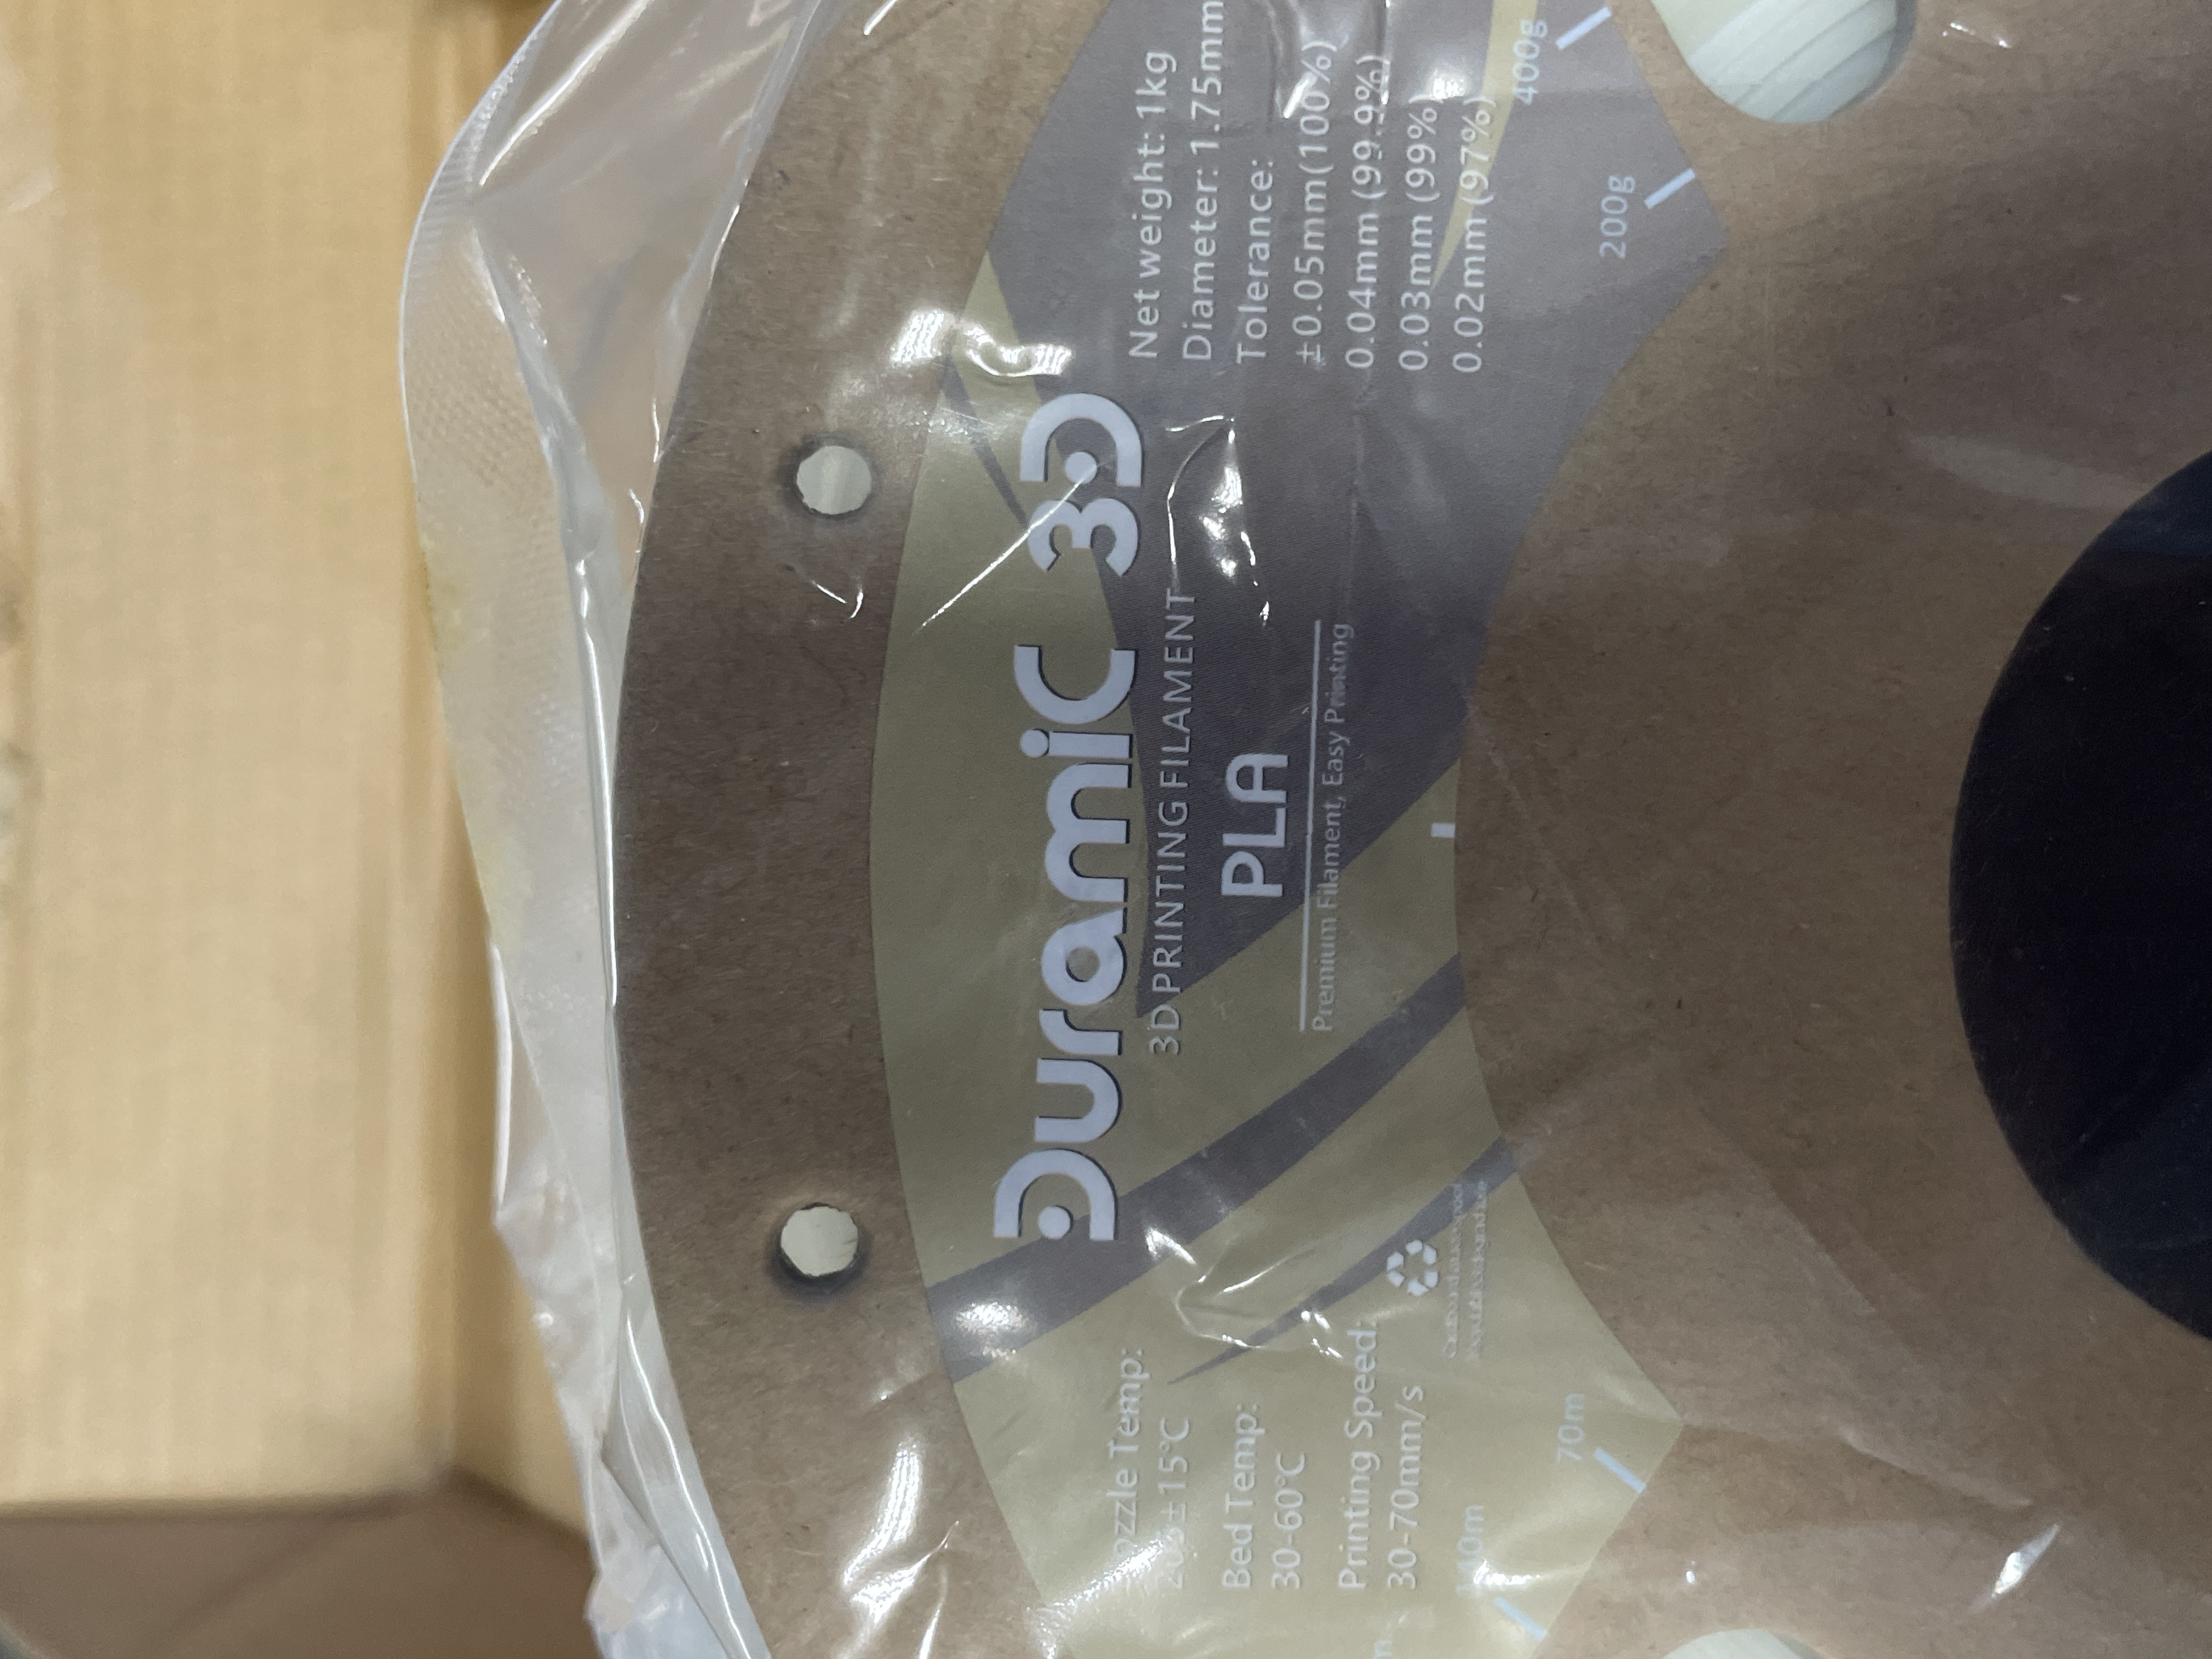 Duramic 3D
3D PRINTING FILAMENT
PLA
Premium Filament, Easy Printing
Net weight: 1kg
Diameter: 1.75mm
Tolerance:
±0.05mm(100%)
0.04mm (99.9%)
0.03mm (99%)
0.02mm (97%)
400g
200g
Temp:
±15℃
Bed Temp:
30-60℃
Printing Speed:
30-70mm/s
70m